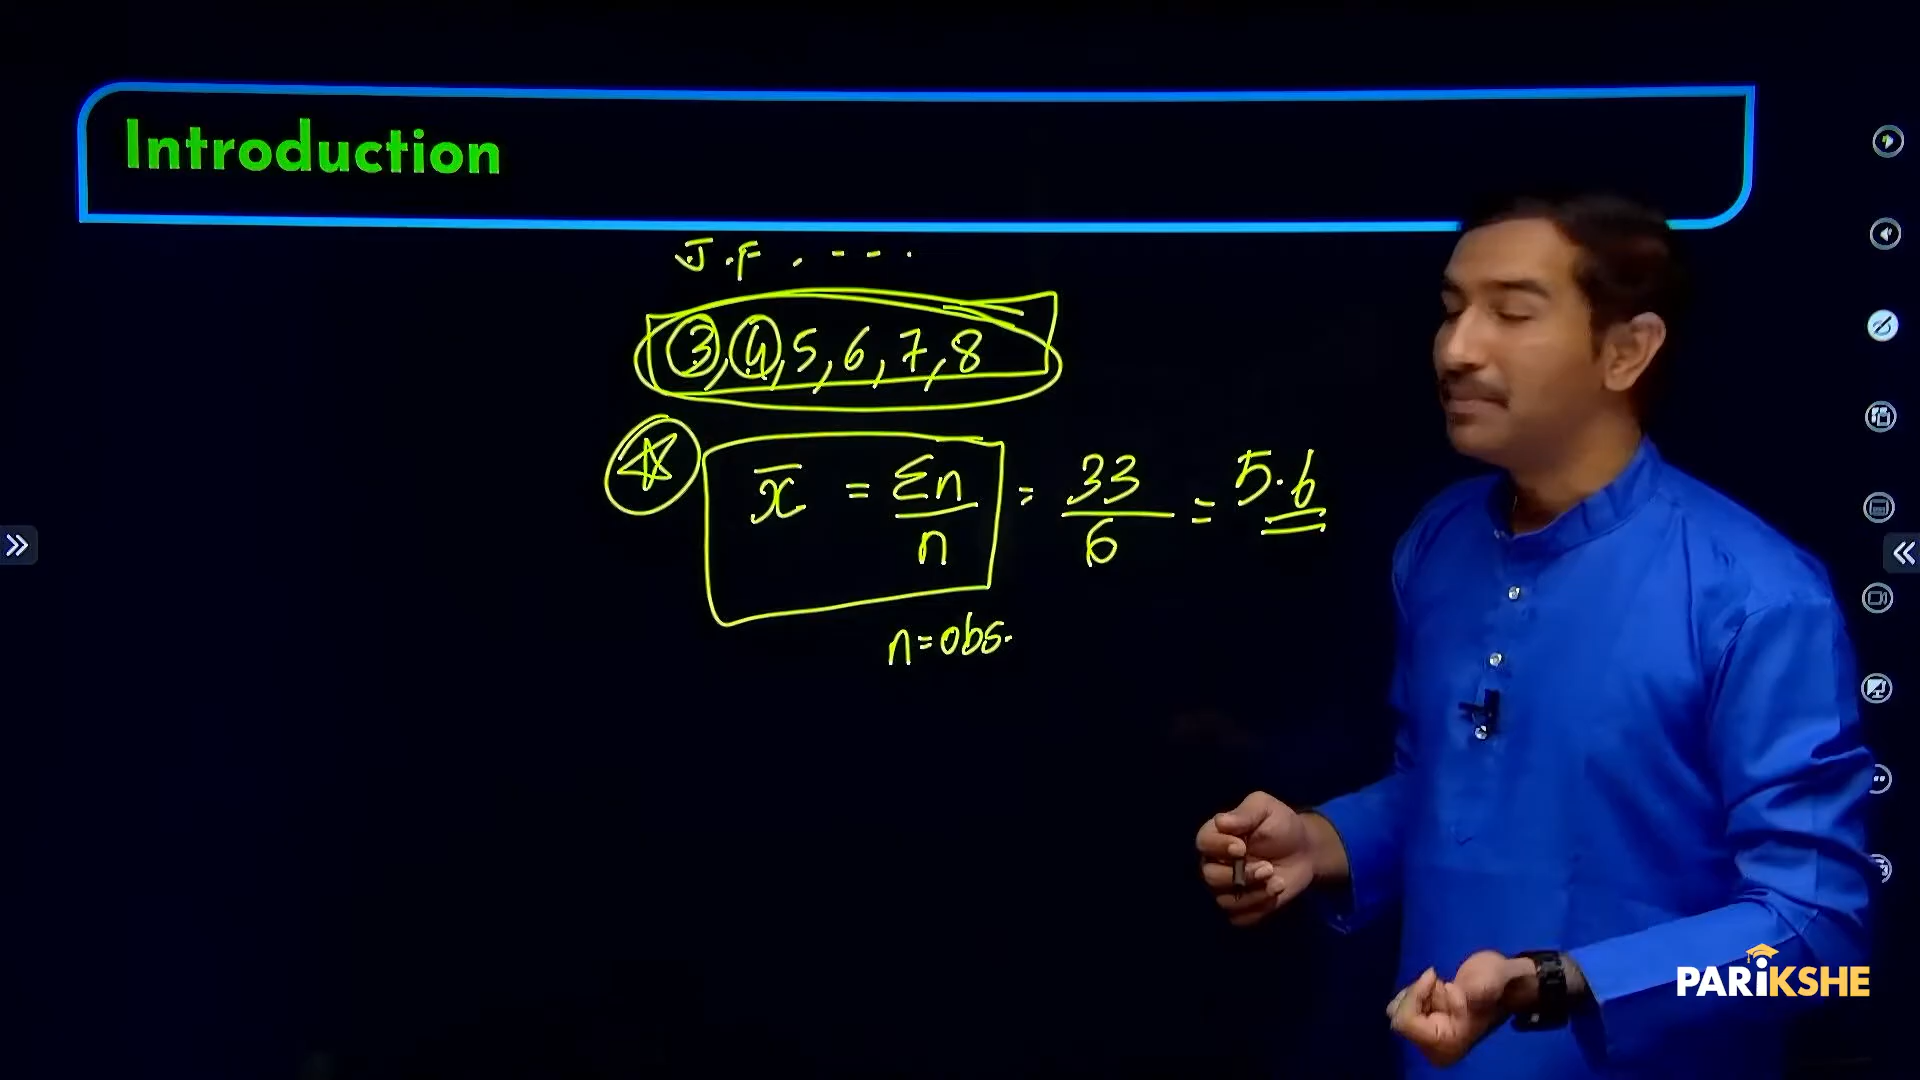 Introduction
J.F. . - - - .
3, 4, 5, 6, 7, 8
x̄ = Σn/n = 33/6 = 5.6
n=obs.
PARIKSHE